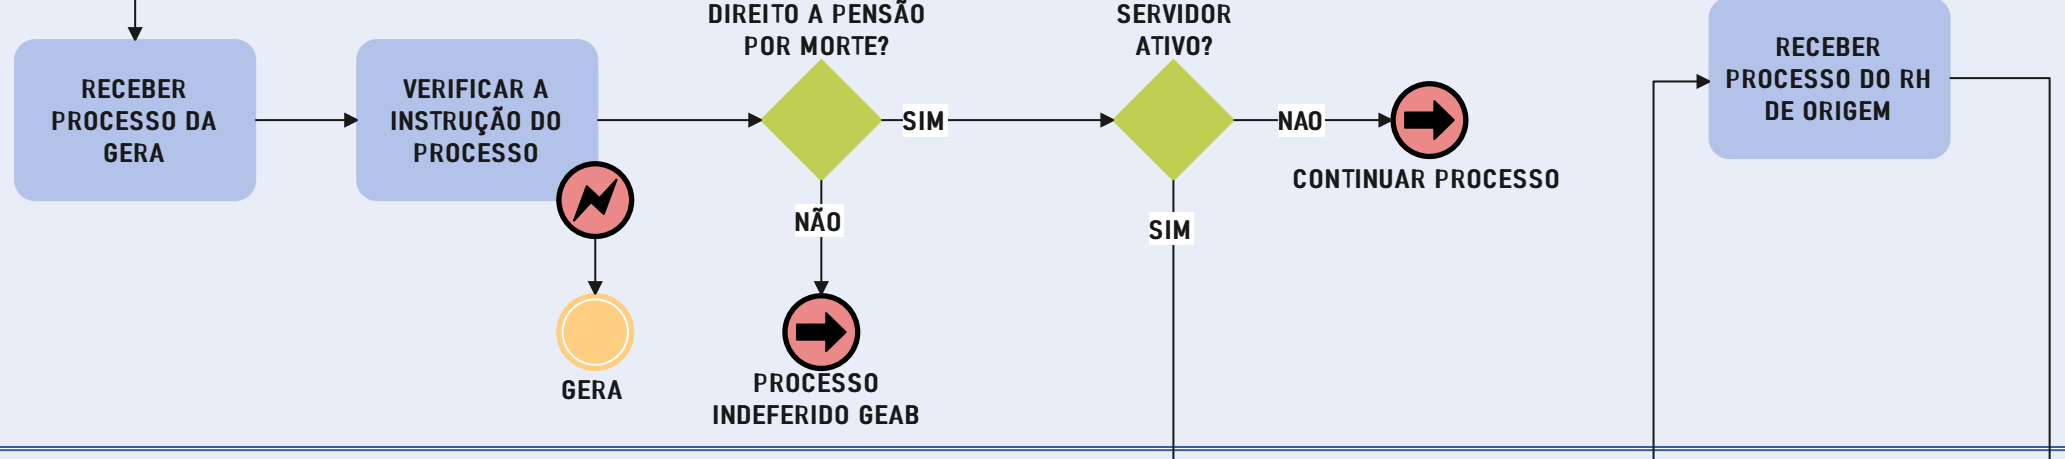 RECEBER
PROCESSO DA
GERA
VERIFICAR A
INSTRUÇÃO DO
PROCESSO
GERA
DIREITO A PENSÃO
POR MORTE?
SIM
NÃO
PROCESSO
INDEFERIDO GEAB
SERVIDOR
ATIVO?
NAO
SIM
CONTINUAR PROCESSO
RECEBER
PROCESSO DO RH
DE ORIGEM